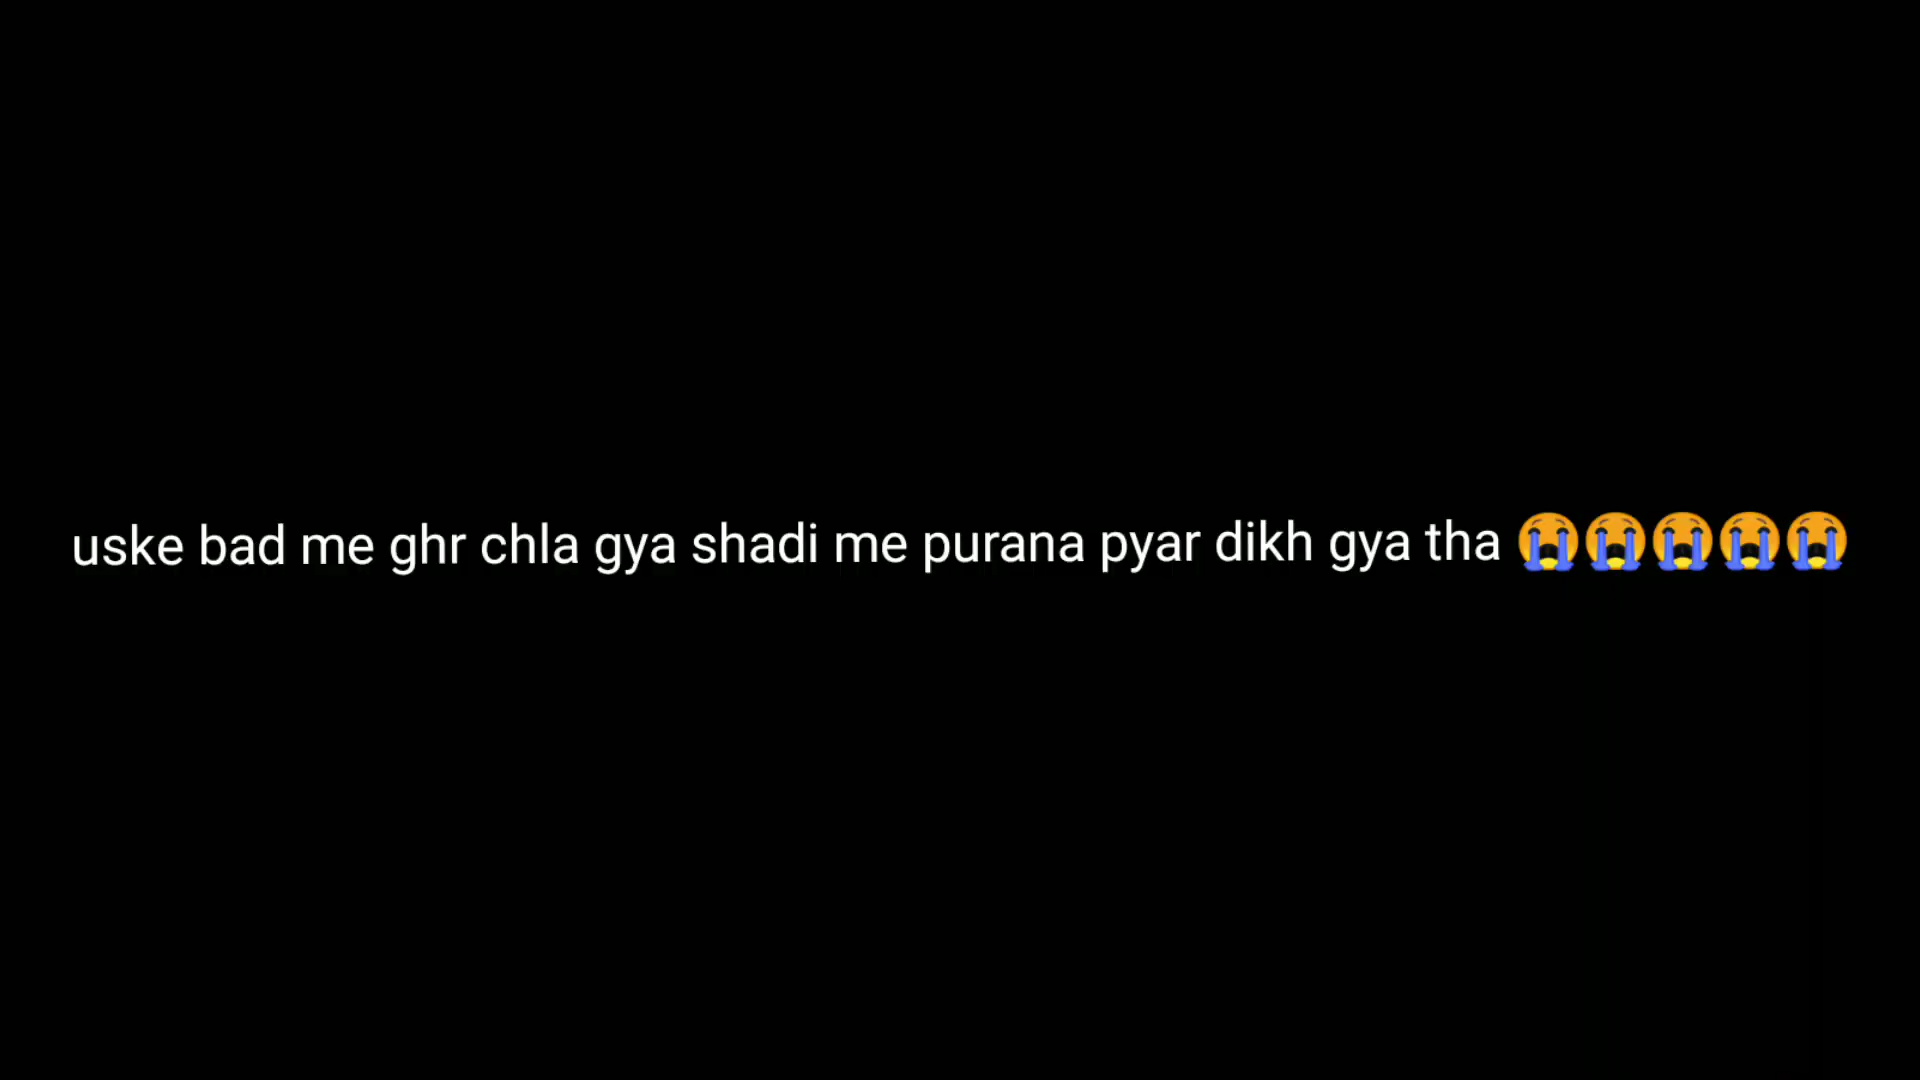 uske bad me ghr chla gya shadi me purana pyar dikh gya tha 😭😭😭😭😭